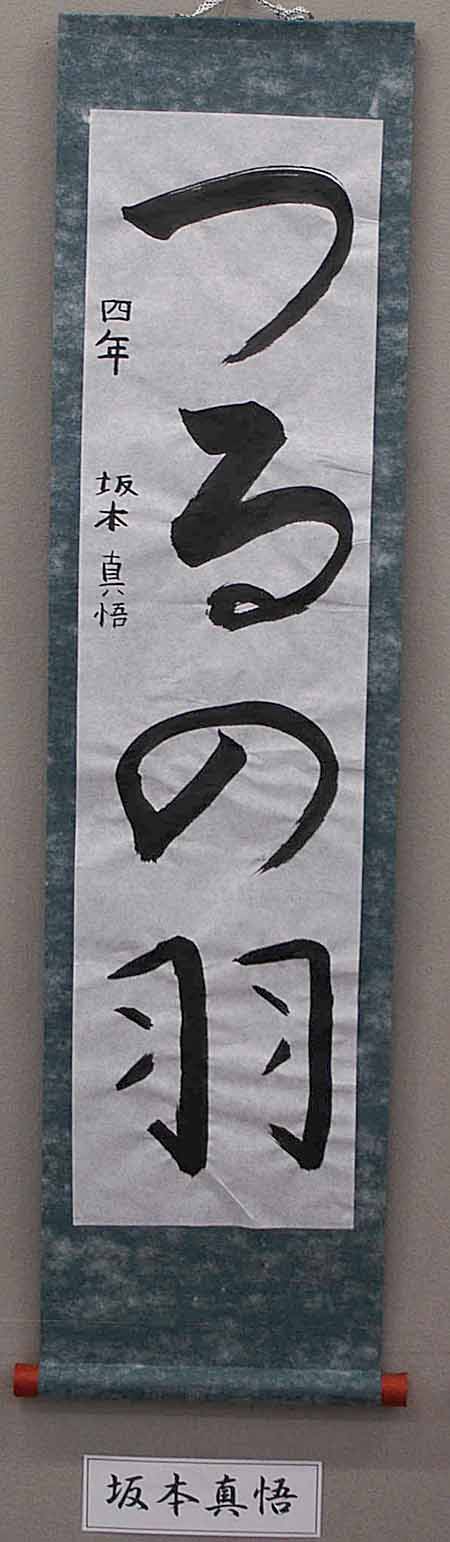 つるの羽
四年 坂本 真悟
坂本真悟